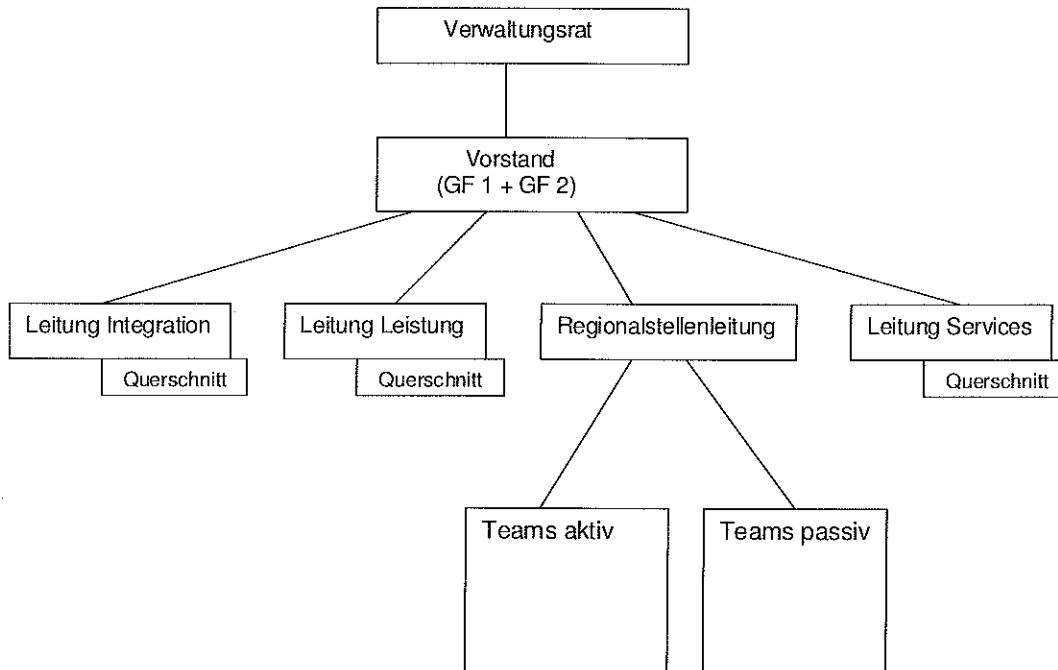 Verwaltungsrat
Vorstand
(GF 1 + GF 2)
Leitung Integration
Querschnitt
Leitung Leistung
Querschnitt
Regionalstellenleitung
Leitung Services
Querschnitt
Teams aktiv
Teams passiv